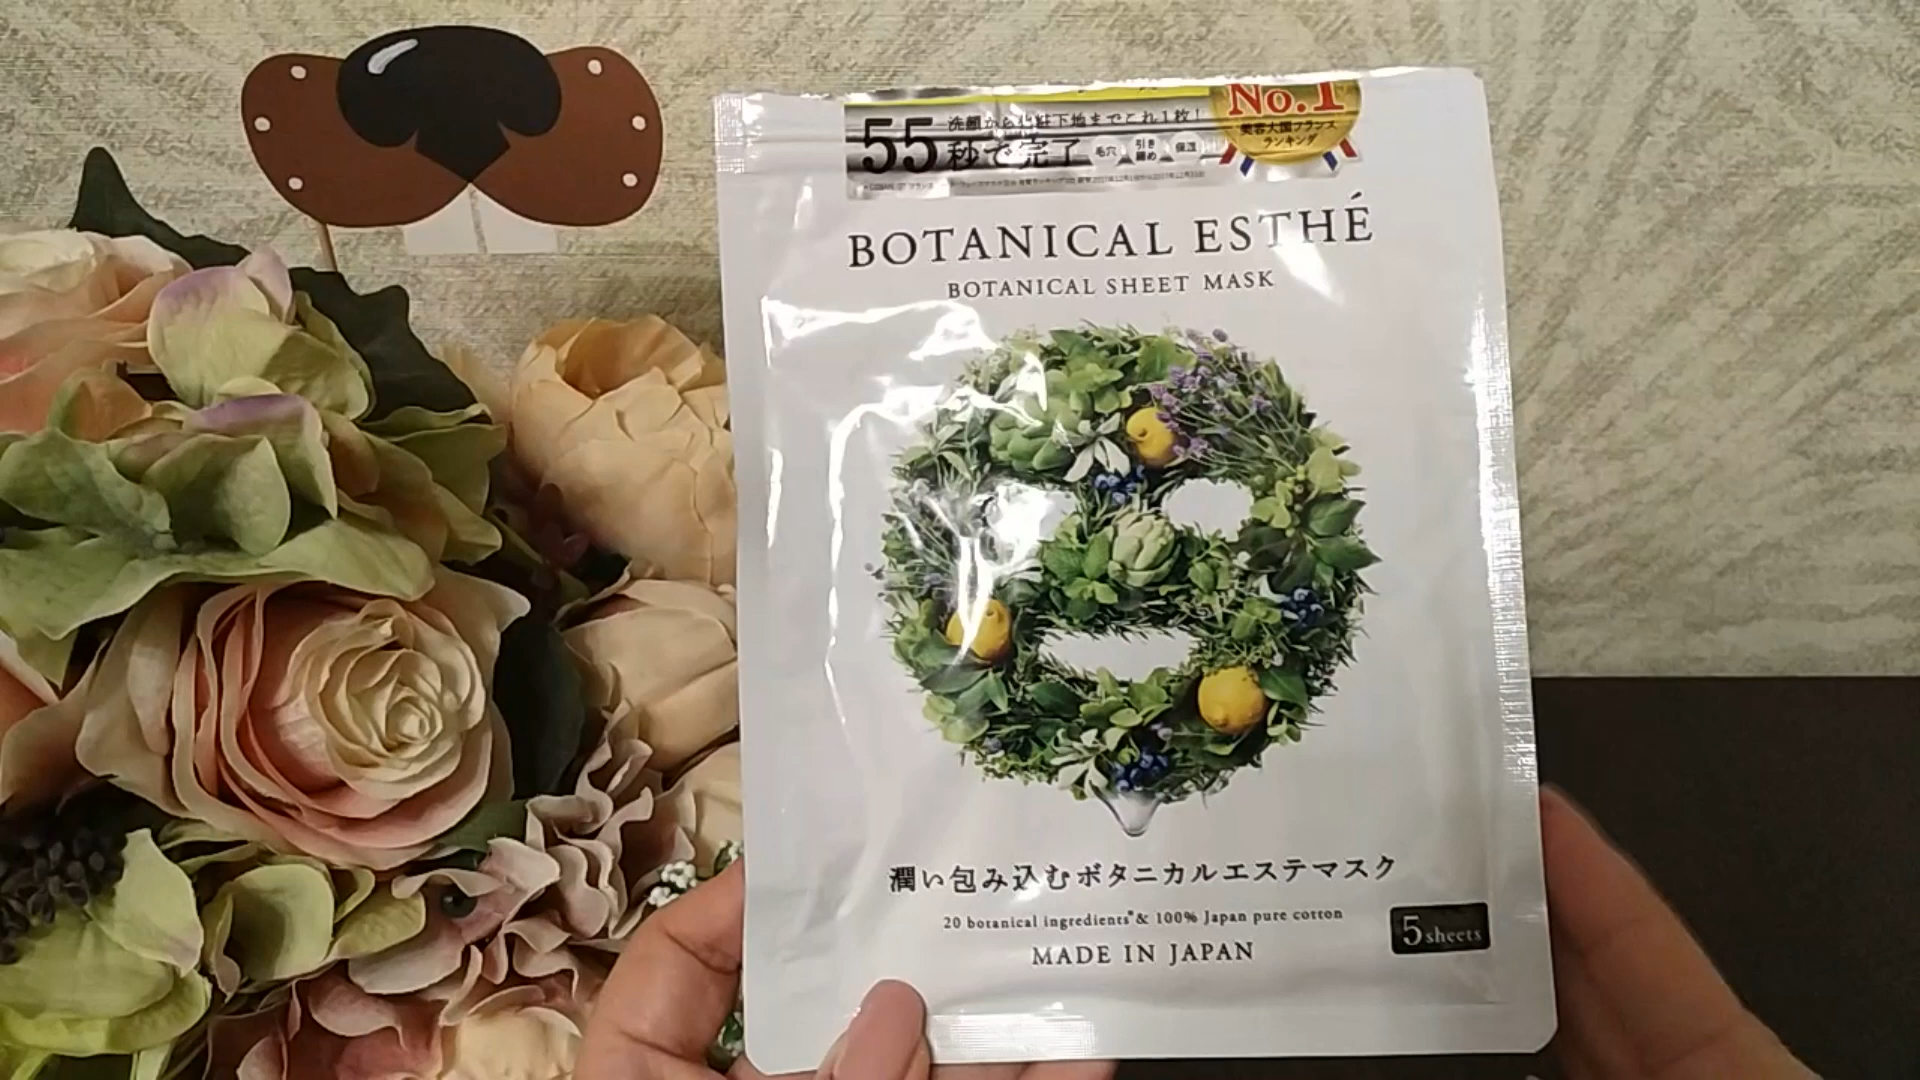 No.1
美容大国フランス
ランキング
洗顔から化粧下地までこれ1枚!
55秒で完了
毛穴 引き締め 保湿
BOTANICAL ESTHÉ
BOTANICAL SHEET MASK
潤い包み込むボタニカルエステマスク
20 botanical ingredients* & 100% Japan pure cotton
5 sheets
MADE IN JAPAN